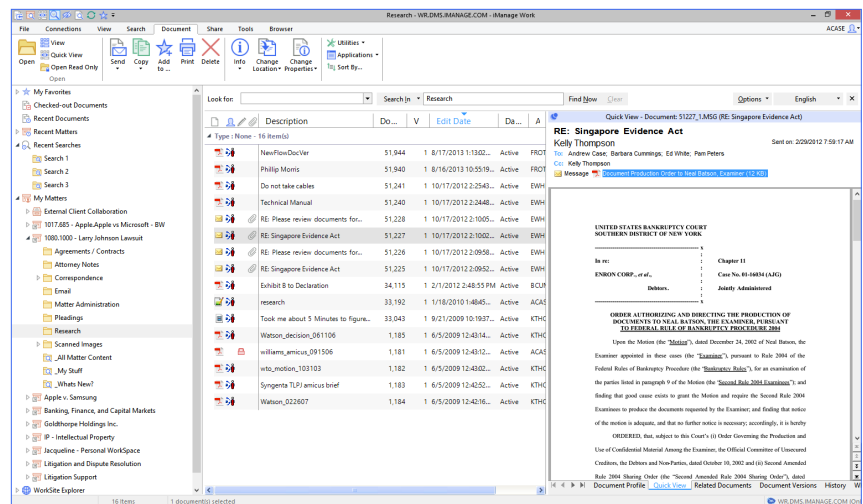 Research - WR.DMS.IMANAGE.COM - iManage Work
File Connections View Search Document Share Tools Browser
ACASE
Open
View
Quick View
Open Read Only
Open
Send Copy Add to ... Print Delete Info Change Location Change Properties
Utilities
Applications
Sort By...
My Favorites
Checked-out Documents
Recent Documents
Recent Matters
Recent Searches
Search 1
Search 2
Search 3
My Matters
External Client Collaboration
1017.685 - Apple.Apple vs Microsoft - BW
1080.1000 - Larry Johnson Lawsuit
Agreements / Contracts
Attorney Notes
Correspondence
Email
Matter Administration
Pleadings
Research
Scanned Images
_All Matter Content
_My Stuff
_Whats New?
Apple v. Samsung
Banking, Finance, and Capital Markets
Goldthorpe Holdings Inc.
IP - Intellectual Property
Jacqueline - Personal WorkSpace
Litigation and Dispute Resolution
Litigation Support
WorkSite Explorer
Look for: Search In Research Find Now Clear Options English
Description Do... V Edit Date Da... A
Type : None - 16 item(s)
NewFlowDocVer 51,944 1 8/17/2013 1:13:02... Active FROT
Phillip Morris 51,940 1 8/16/2013 10:55:19... Active FROT
Do not take cables 51,241 1 10/17/2012 2:25:43... Active EWH
Technical Manual 51,240 1 10/17/2012 2:24:48... Active EWH
RE: Please review documents for... 51,228 1 10/17/2012 2:10:05... Active EWH
RE: Singapore Evidence Act 51,227 1 10/17/2012 2:10:02... Active EWH
RE: Please review documents for... 51,226 1 10/17/2012 2:09:58... Active EWH
RE: Singapore Evidence Act 51,225 1 10/17/2012 2:09:52... Active EWH
Exhibit B to Declaration 34,115 1 2/1/2012 2:48:55 PM Active BCUM
research 33,192 1 1/18/2010 1:48:45... Active ACAS
Took me about 5 Minutes to figure... 33,043 1 9/21/2009 10:19:37... Active KTHO
Watson_decision_061106 1,185 1 6/5/2009 12:43:14... Active KTHO
williams_amicus_091506 1,181 1 6/5/2009 12:43:12... Active ACAS
wto_motion_103103 1,182 1 6/5/2009 12:43:02... Active KTHO
Syngenta TLPJ amicus brief 1,183 1 6/5/2009 12:42:52... Active KTHO
Watson_022607 1,184 1 6/5/2009 12:42:16... Active KTHO
Quick View - Document: 51227_1.MSG (RE: Singapore Evidence Act)
RE: Singapore Evidence Act
Kelly Thompson Sent on: 2/29/2012 7:59:17 AM
To: Andrew Case; Barbara Cummings; Ed White; Pam Peters
Cc: Kelly Thompson
Message Document Production Order to Neal Batson, Examiner (12 KB)
UNITED STATES BANKRUPTCY COURT
SOUTHERN DISTRICT OF NEW YORK
In re: : Chapter 11
ENRON CORP., et al., : Case No. 01-16034 (AJG)
Debtors. : Jointly Administered
ORDER AUTHORIZING AND DIRECTING THE PRODUCTION OF
DOCUMENTS TO NEAL BATSON, THE EXAMINER, PURSUANT
TO FEDERAL RULE OF BANKRUPTCY PROCEDURE 2004
Upon the Motion (the "Motion"), dated December 24, 2002 of Neal Batson, the
Examiner appointed in these cases (the "Examiner"), pursuant to Rule 2004 of the
Federal Rules of Bankruptcy Procedure (the "Bankruptcy Rules"), for an examination of
the parties listed in paragraph 9 of the Motion (the "Second Rule 2004 Examinees"); and
finding that good cause exists to grant the Motion and require the Second Rule 2004
Examinees to produce the documents requested by the Examiner; and finding that notice
of the motion is adequate, and that no further notice is necessary; accordingly, it is hereby
ORDERED, that, subject to this Court's (i) Order Governing the Production and
Use of Confidential Material Among the Examiner, the Official Committee of Unsecured
Creditors, the Debtors and Non-Parties, dated October 10, 2002 and (ii) Second Amended
Rule 2004 Sharing Order (the "Second Amended Rule 2004 Sharing Order"), dated
Document Profile Quick View Related Documents Document Versions History W
16 Items 1 document(s) selected WR.DMS.IMANAGE.COM (Onl